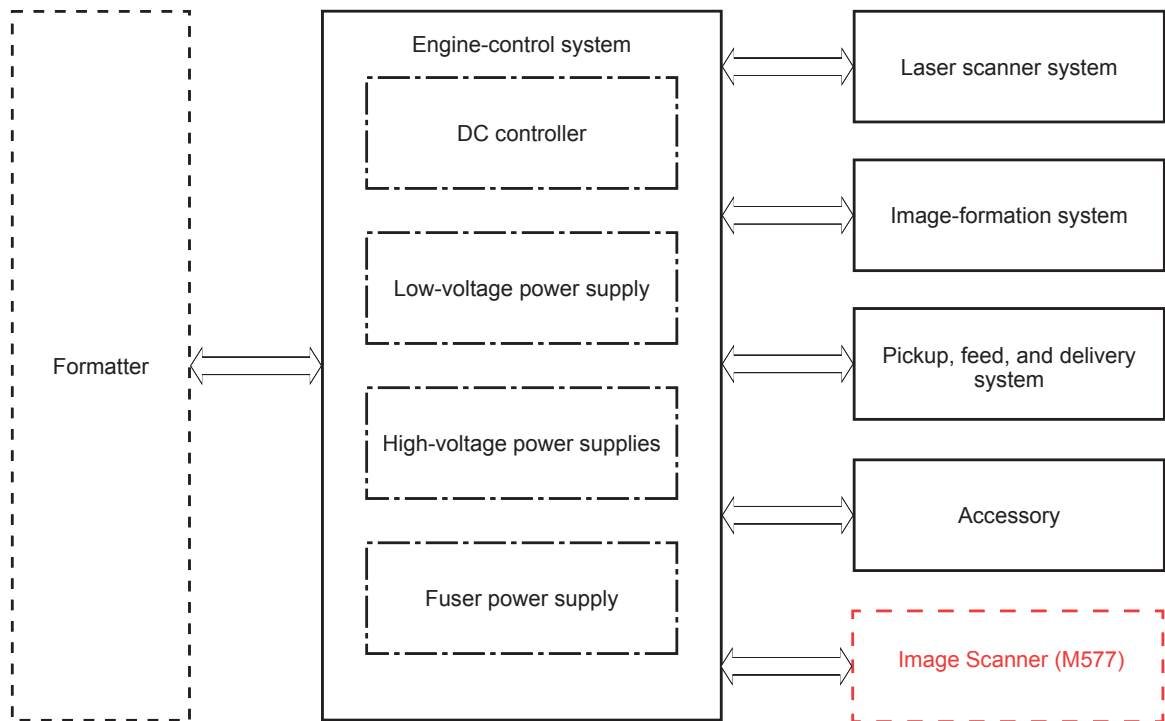 Formatter
Engine-control system
DC controller
Low-voltage power supply
High-voltage power supplies
Fuser power supply
Laser scanner system
Image-formation system
Pickup, feed, and delivery
system
Accessory
Image Scanner (M577)